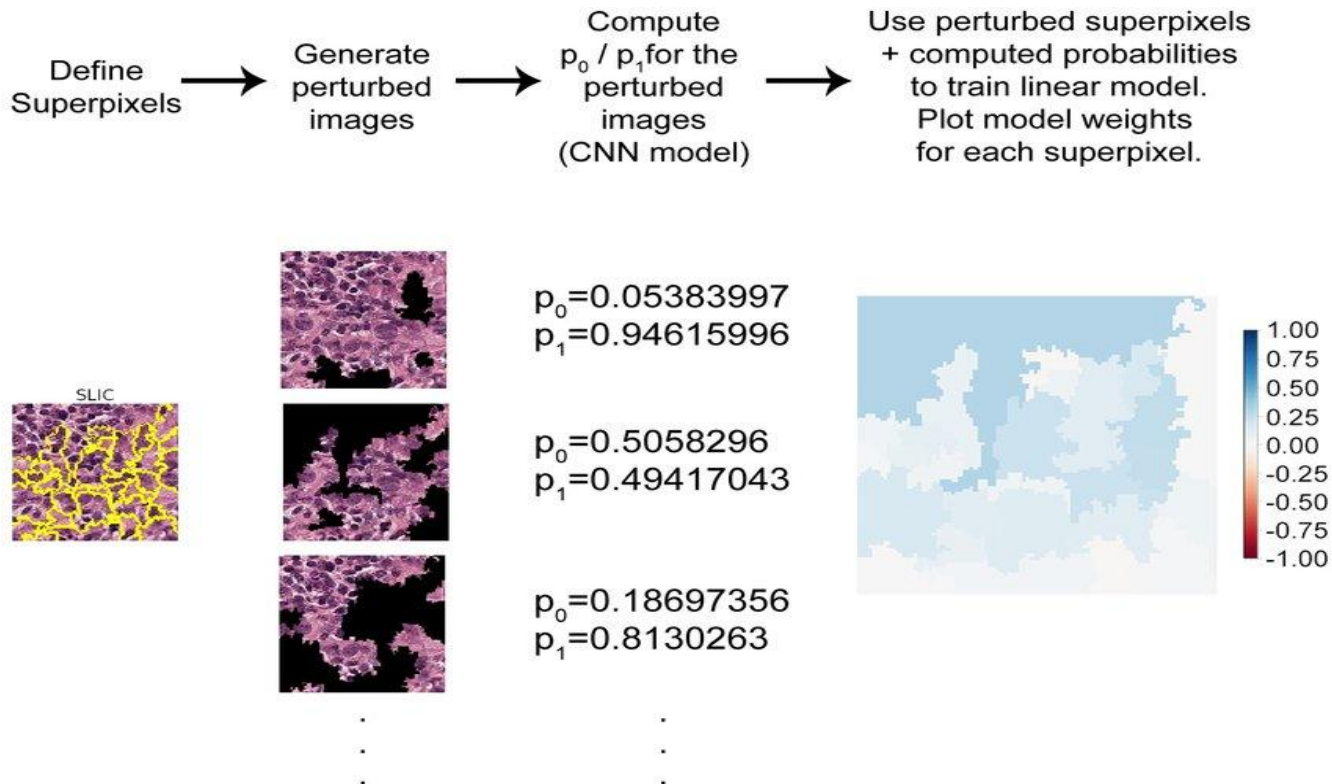 Define
Superpixels
Generate
perturbed
images
Compute
p₀ / p₁for the
perturbed
images
(CNN model)
Use perturbed superpixels
+ computed probabilities
to train linear model.
Plot model weights
for each superpixel.
SLIC
p₀=0.05383997
p₁=0.94615996
p₀=0.5058296
p₁=0.49417043
p₀=0.18697356
p₁=0.8130263
.
.
.
.
.
.
1.00
0.75
0.50
0.25
0.00
-0.25
-0.50
-0.75
-1.00